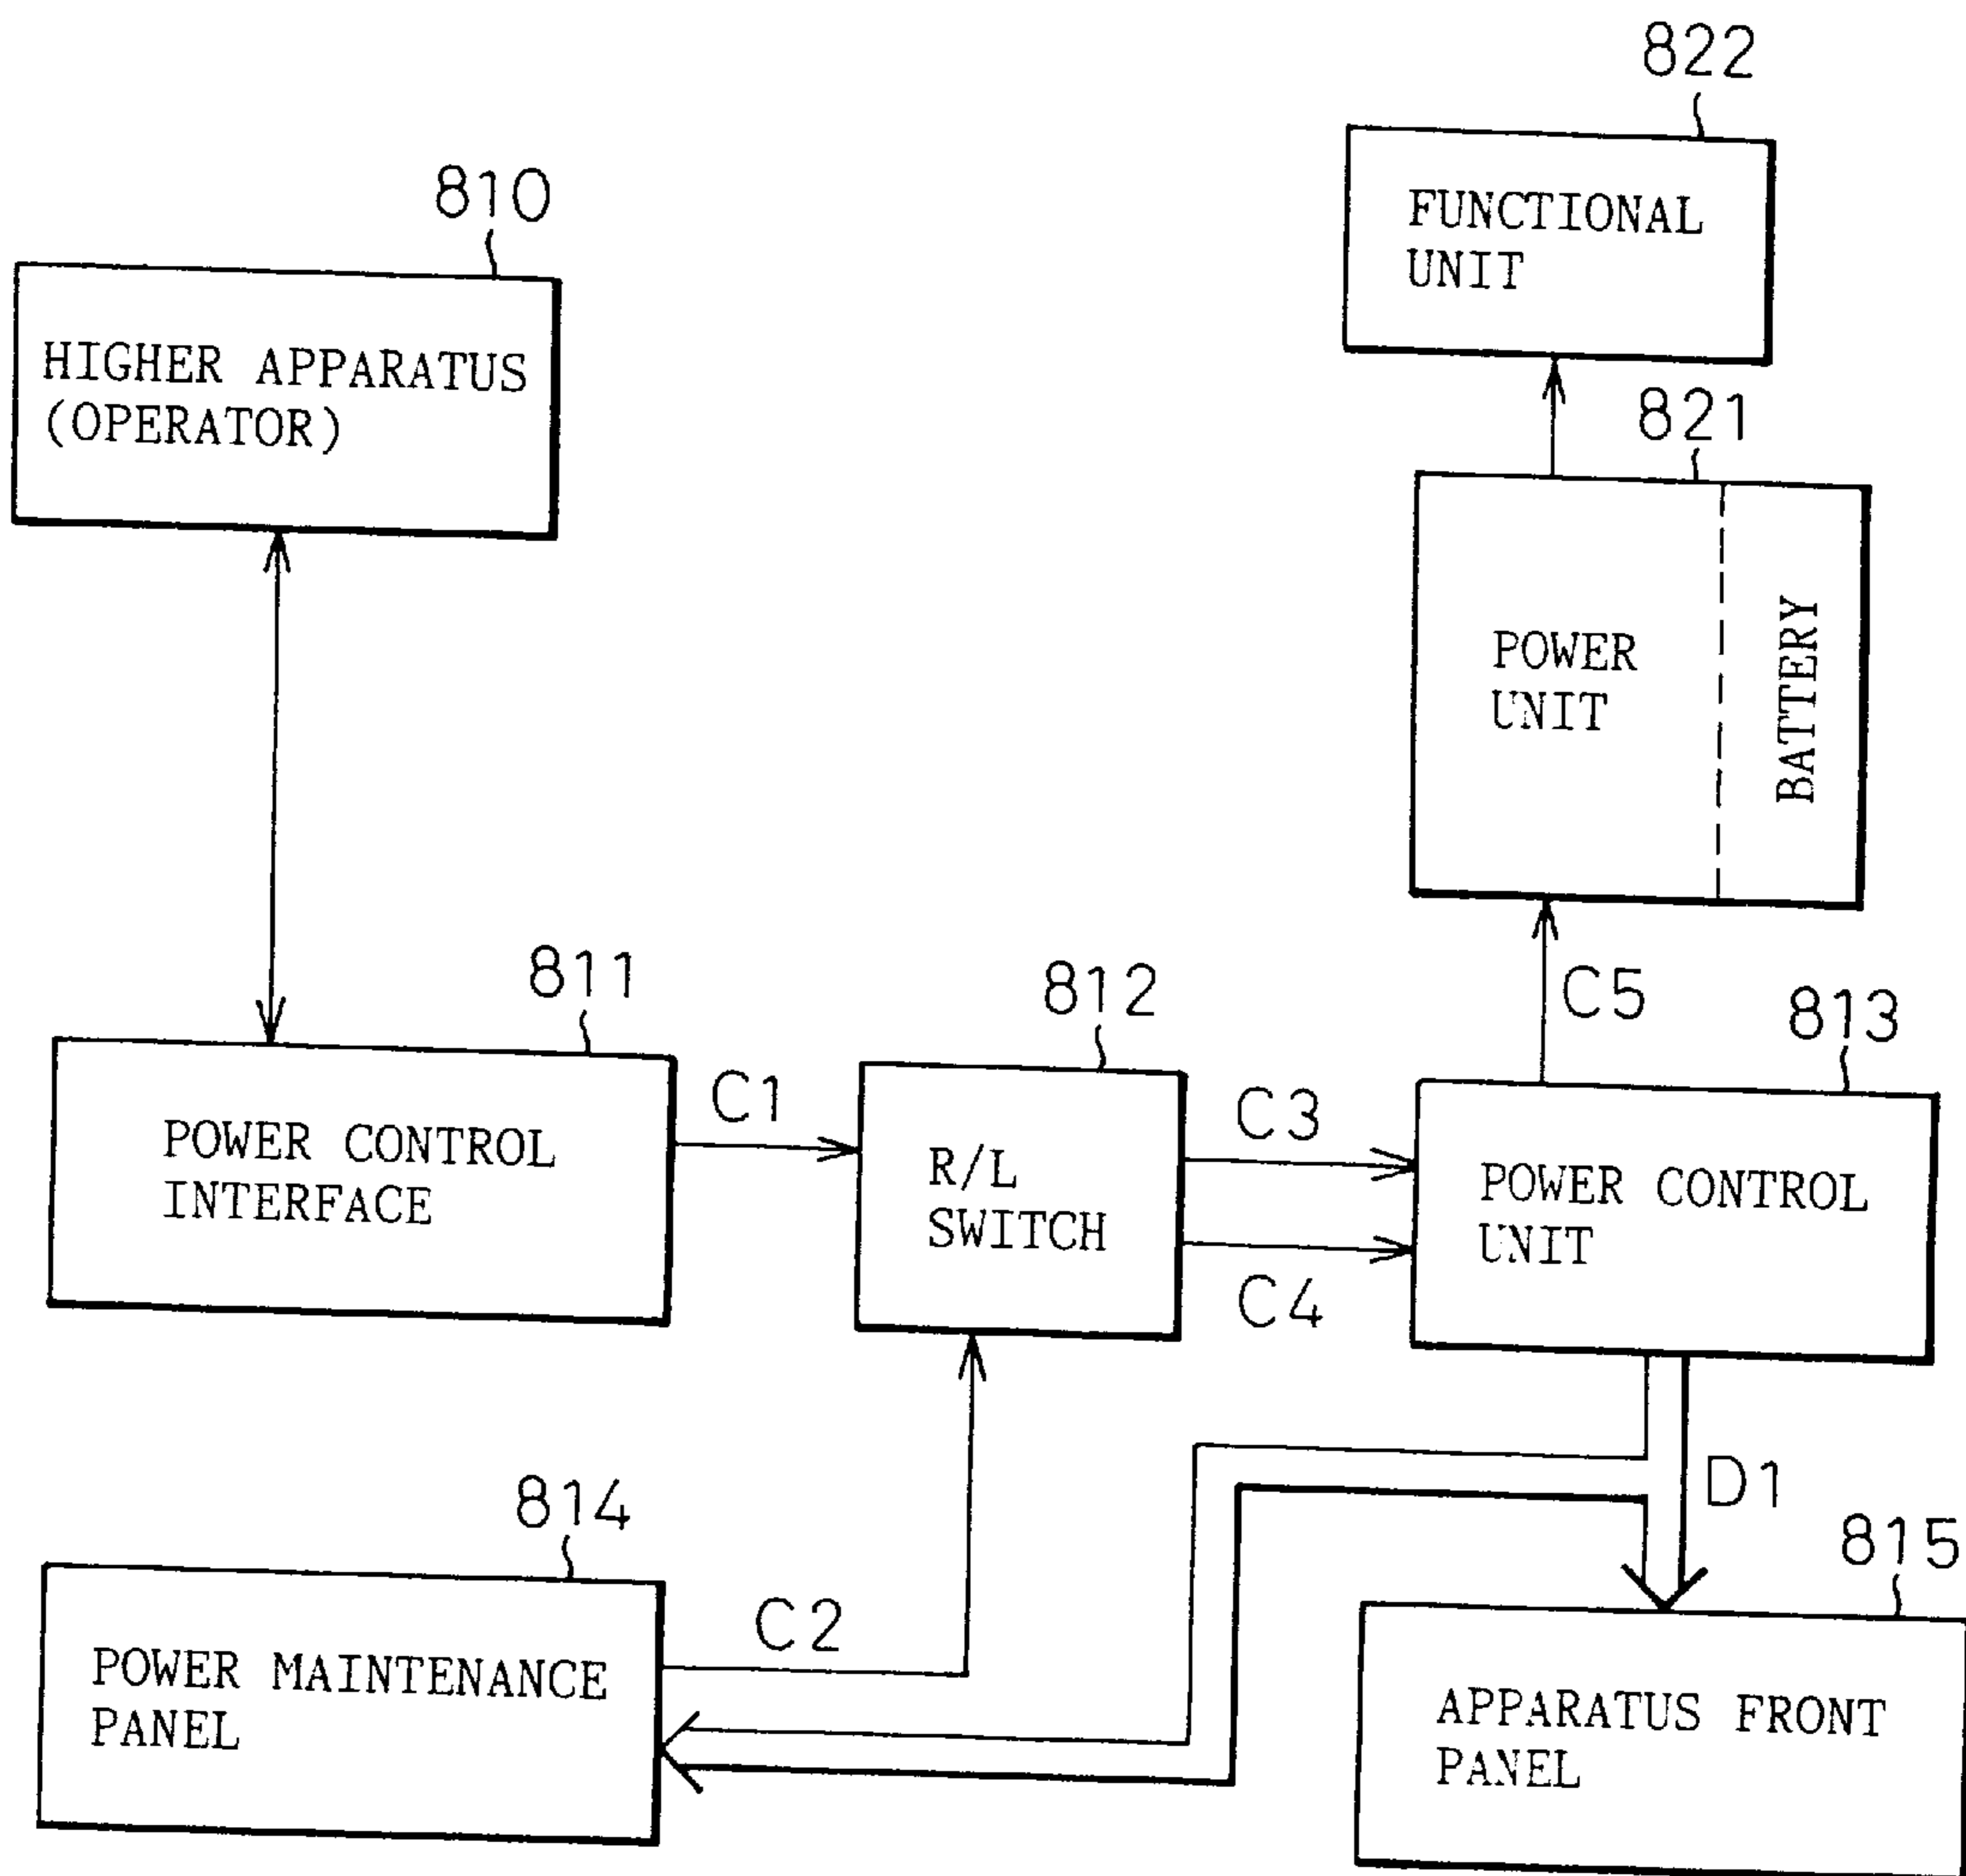 822
FUNCTIONAL
UNIT
810
HIGHER APPARATUS
(OPERATOR)
821
POWER
UNIT
BATTERY
C5
811
POWER CONTROL
INTERFACE
C1
812
R/L
SWITCH
C3
C4
813
POWER CONTROL
UNIT
D1
814
POWER MAINTENANCE
PANEL
C2
815
APPARATUS FRONT
PANEL